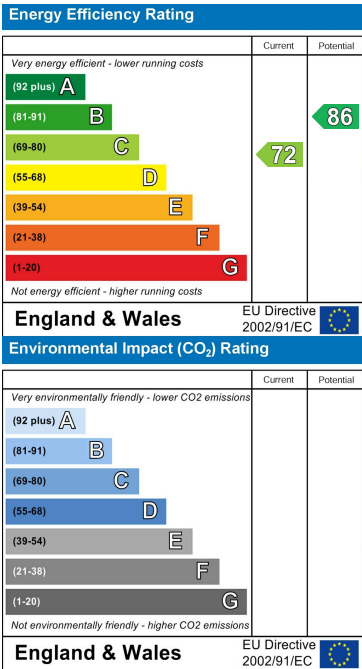 Energy Efficiency Rating
Current Potential
Very energy efficient - lower running costs
(92 plus) A
(81-91) B
86
(69-80) C
72
(55-68) D
(39-54) E
(21-38) F
(1-20) G
Not energy efficient - higher running costs
England & Wales
EU Directive
2002/91/EC
Environmental Impact (CO₂) Rating
Current Potential
Very environmentally friendly - lower CO2 emissions
(92 plus) A
(81-91) B
(69-80) C
(55-68) D
(39-54) E
(21-38) F
(1-20) G
Not environmentally friendly - higher CO2 emissions
England & Wales
EU Directive
2002/91/EC